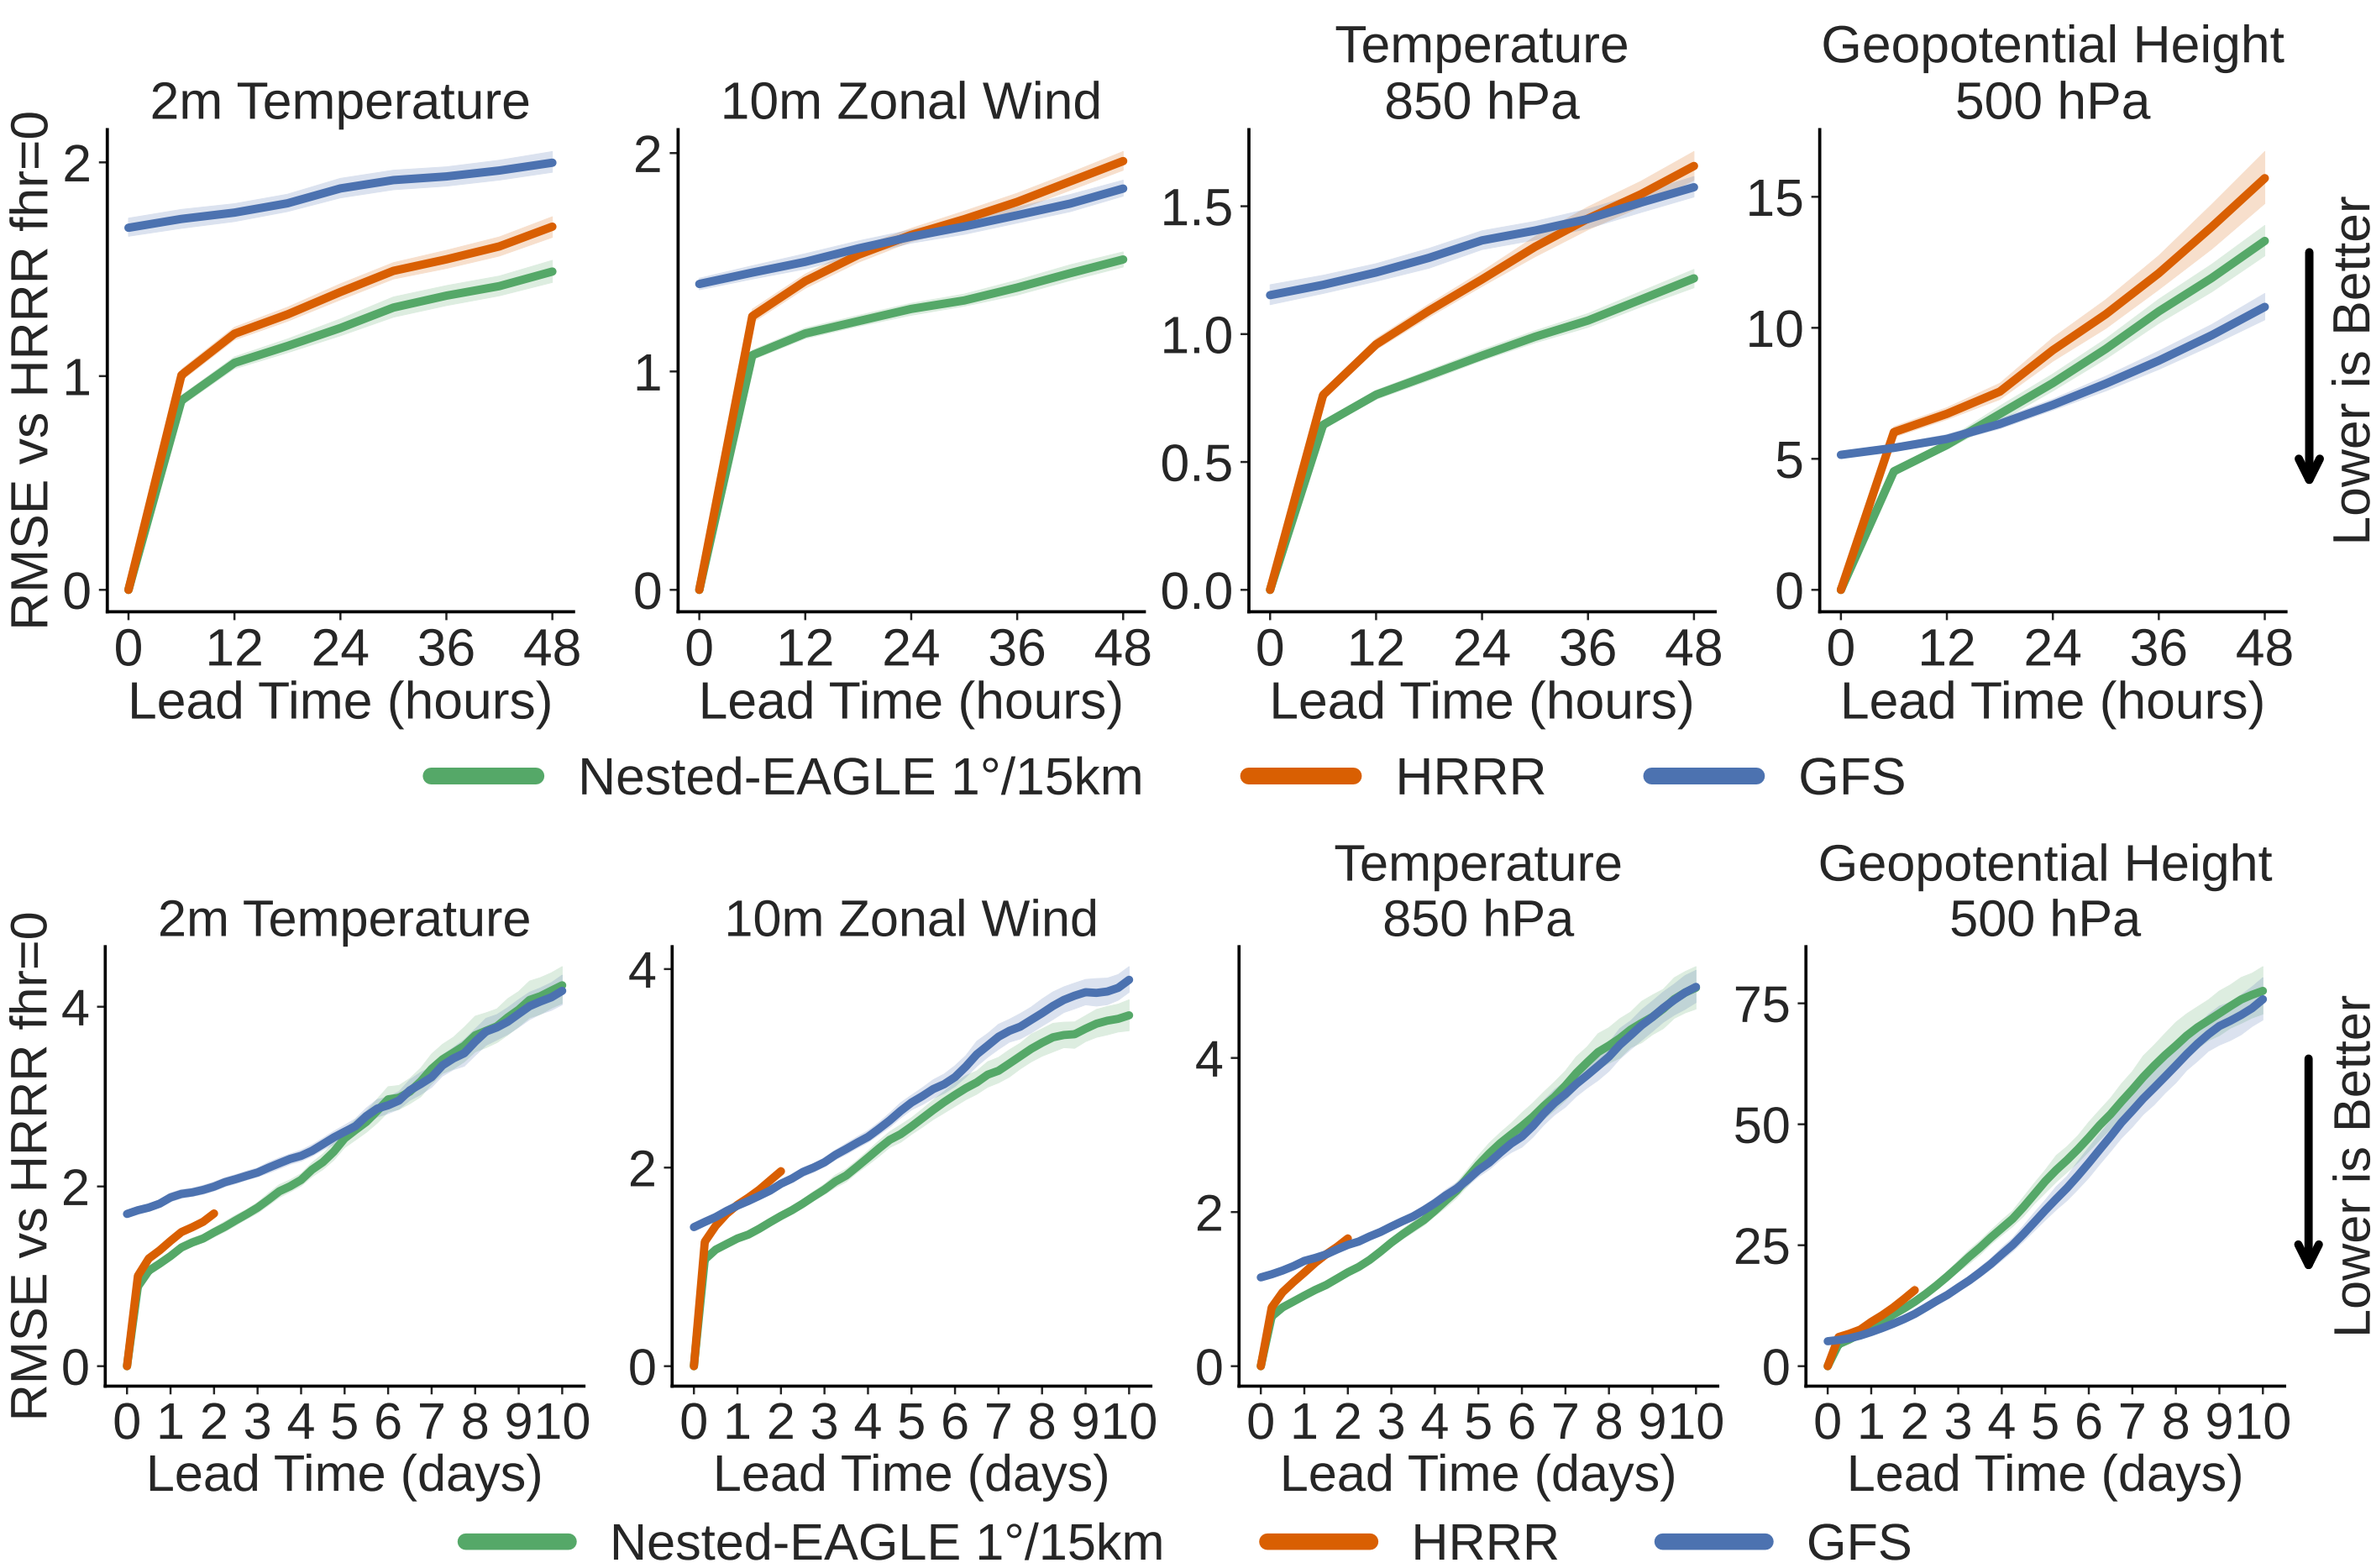 2m Temperature
10m Zonal Wind
Temperature
850 hPa
Geopotential Height
500 hPa
RMSE vs HRRR fhr=0
2
1
0
0 12 24 36 48
Lead Time (hours)
2
1
0
0 12 24 36 48
Lead Time (hours)
1.5
1.0
0.5
0.0
0 12 24 36 48
Lead Time (hours)
15
10
5
0
0 12 24 36 48
Lead Time (hours)
Lower is Better
Nested-EAGLE 1°/15km HRRR GFS
2m Temperature
10m Zonal Wind
Temperature
850 hPa
Geopotential Height
500 hPa
RMSE vs HRRR fhr=0
4
2
0
0 1 2 3 4 5 6 7 8 9 10
Lead Time (days)
4
2
0
0 1 2 3 4 5 6 7 8 9 10
Lead Time (days)
4
2
0
0 1 2 3 4 5 6 7 8 9 10
Lead Time (days)
75
50
25
0
0 1 2 3 4 5 6 7 8 9 10
Lead Time (days)
Lower is Better
Nested-EAGLE 1°/15km HRRR GFS